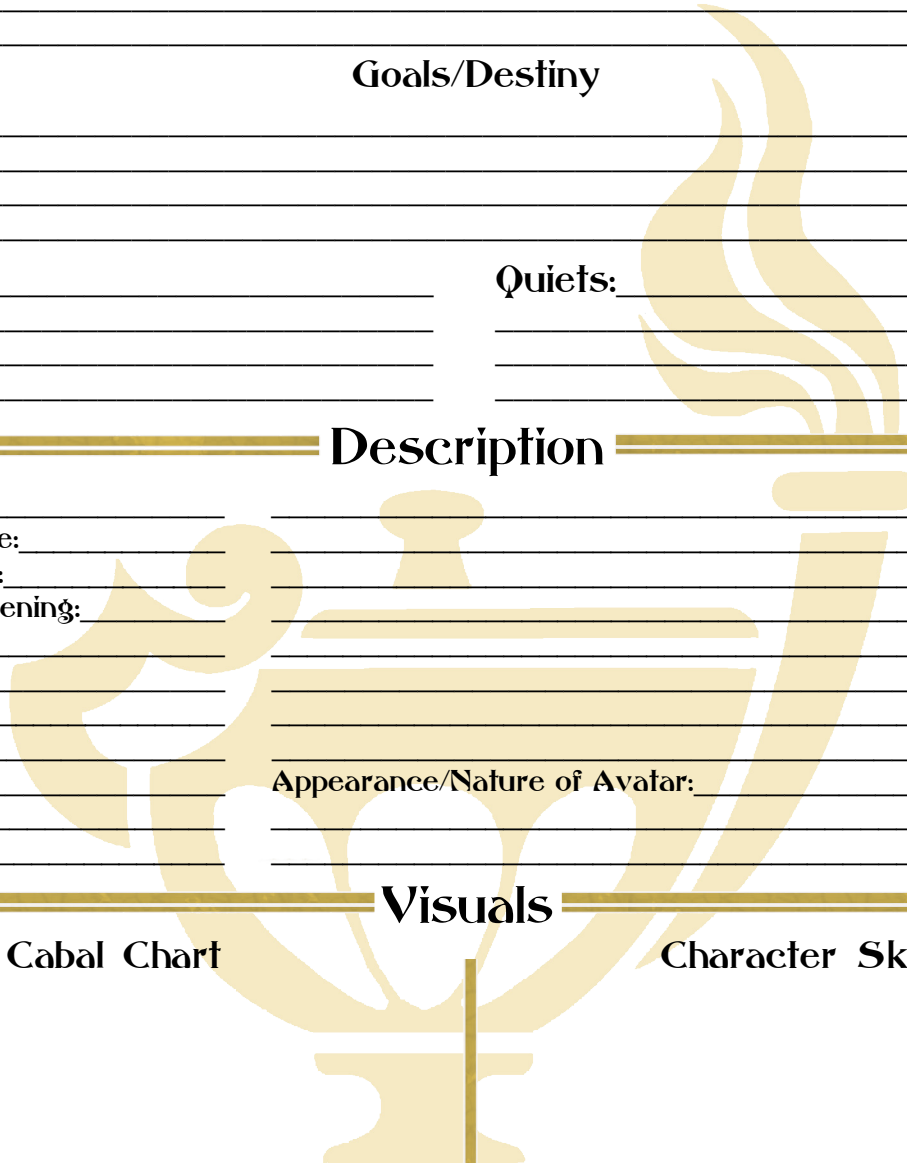 Goals/Destiny
Quiets:
Description
e:
:
ening:
Appearance/Nature of Avatar:
Visuals
Cabal Chart
Character Sk